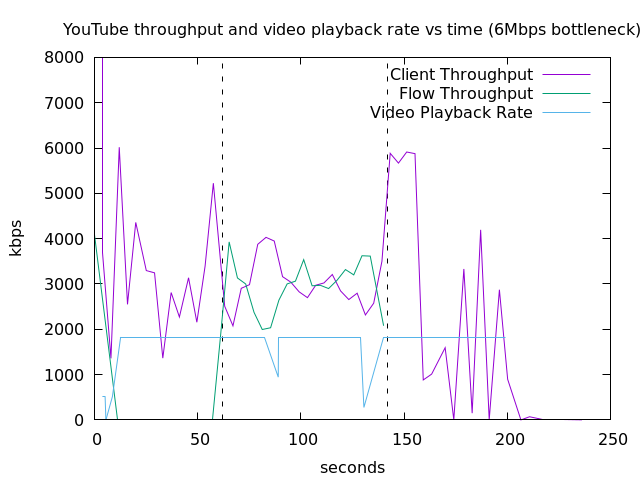 YouTube throughput and video playback rate vs time (6Mbps bottleneck)
8000
7000
6000
5000
4000
3000
2000
1000
0
kbps
Client Throughput
Flow Throughput
Video Playback Rate
0 50 100 150 200 250
seconds